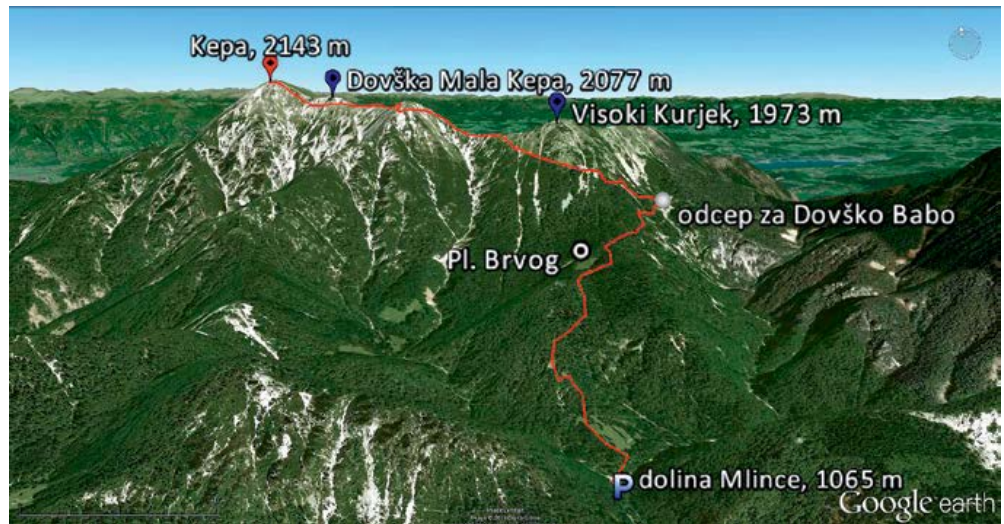 Kepa, 2143 m
Dovška Mala Kepa, 2077 m
Visoki Kurjek, 1973 m
odcep za Dovško Babo
Pl. Brvog
P dolina Mlince, 1065 m
Google earth